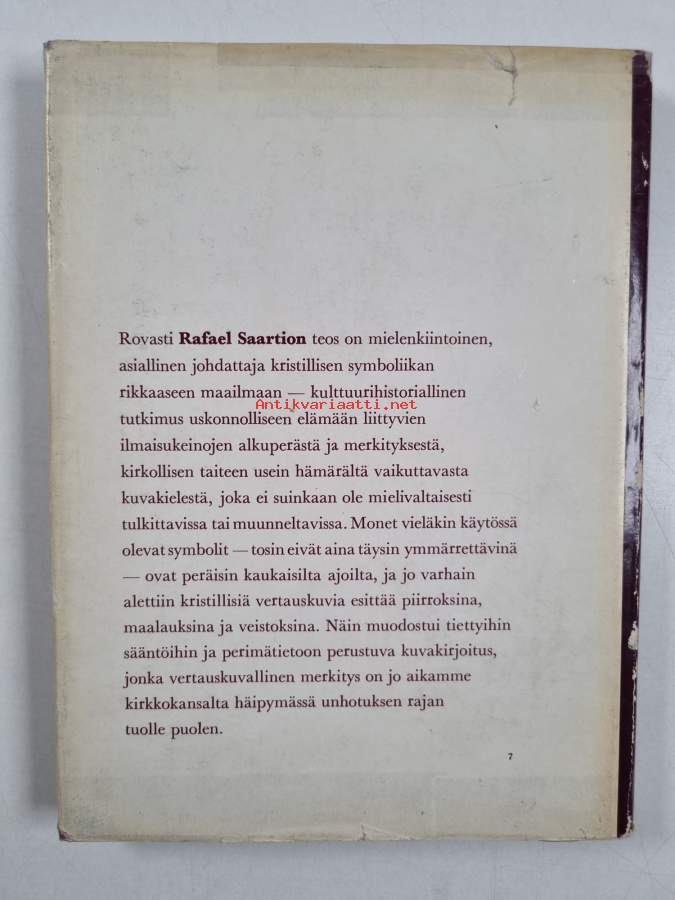 Rovasti Rafael Saartion teos on mielenkiintoinen,
asiallinen johdattaja kristillisen symboliikan
rikkaaseen maailmaan — kulttuurihistoriallinen
Antikvariaatti.net
tutkimus uskonnolliseen elämään liittyvien
ilmaisukeinojen alkuperästä ja merkityksestä,
kirkollisen taiteen usein hämärältä vaikuttavasta
kuvakielestä, joka ei suinkaan ole mielivaltaisesti
tulkittavissa tai muunneltavissa. Monet vieläkin käytössä
olevat symbolit — tosin eivät aina täysin ymmärrettävinä
— ovat peräisin kaukaisilta ajoilta, ja jo varhain
alettiin kristillisiä vertauskuvia esittää piirroksina,
maalauksina ja veistoksina. Näin muodostui tiettyihin
sääntöihin ja perimätietoon perustuva kuvakirjoitus,
jonka vertauskuvallinen merkitys on jo aikamme
kirkkokansalta häipymässä unhotuksen rajan
tuolle puolen.
7